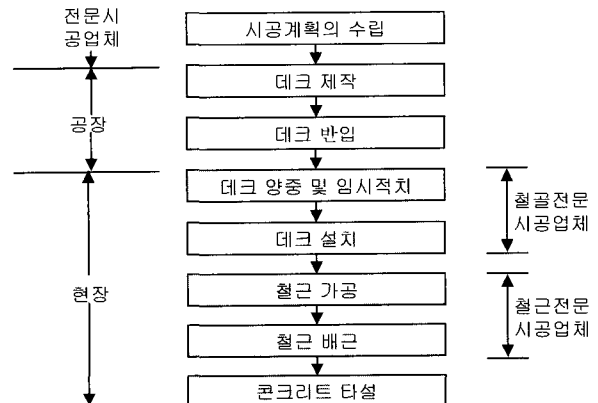 전문시
공업체
시공계획의 수립
데크 제작
공장
데크 반입
데크 양중 및 임시적치
철골전문
시공업체
데크 설치
현장
철근 가공
철근전문
시공업체
철근 배근
콘크리트 타설